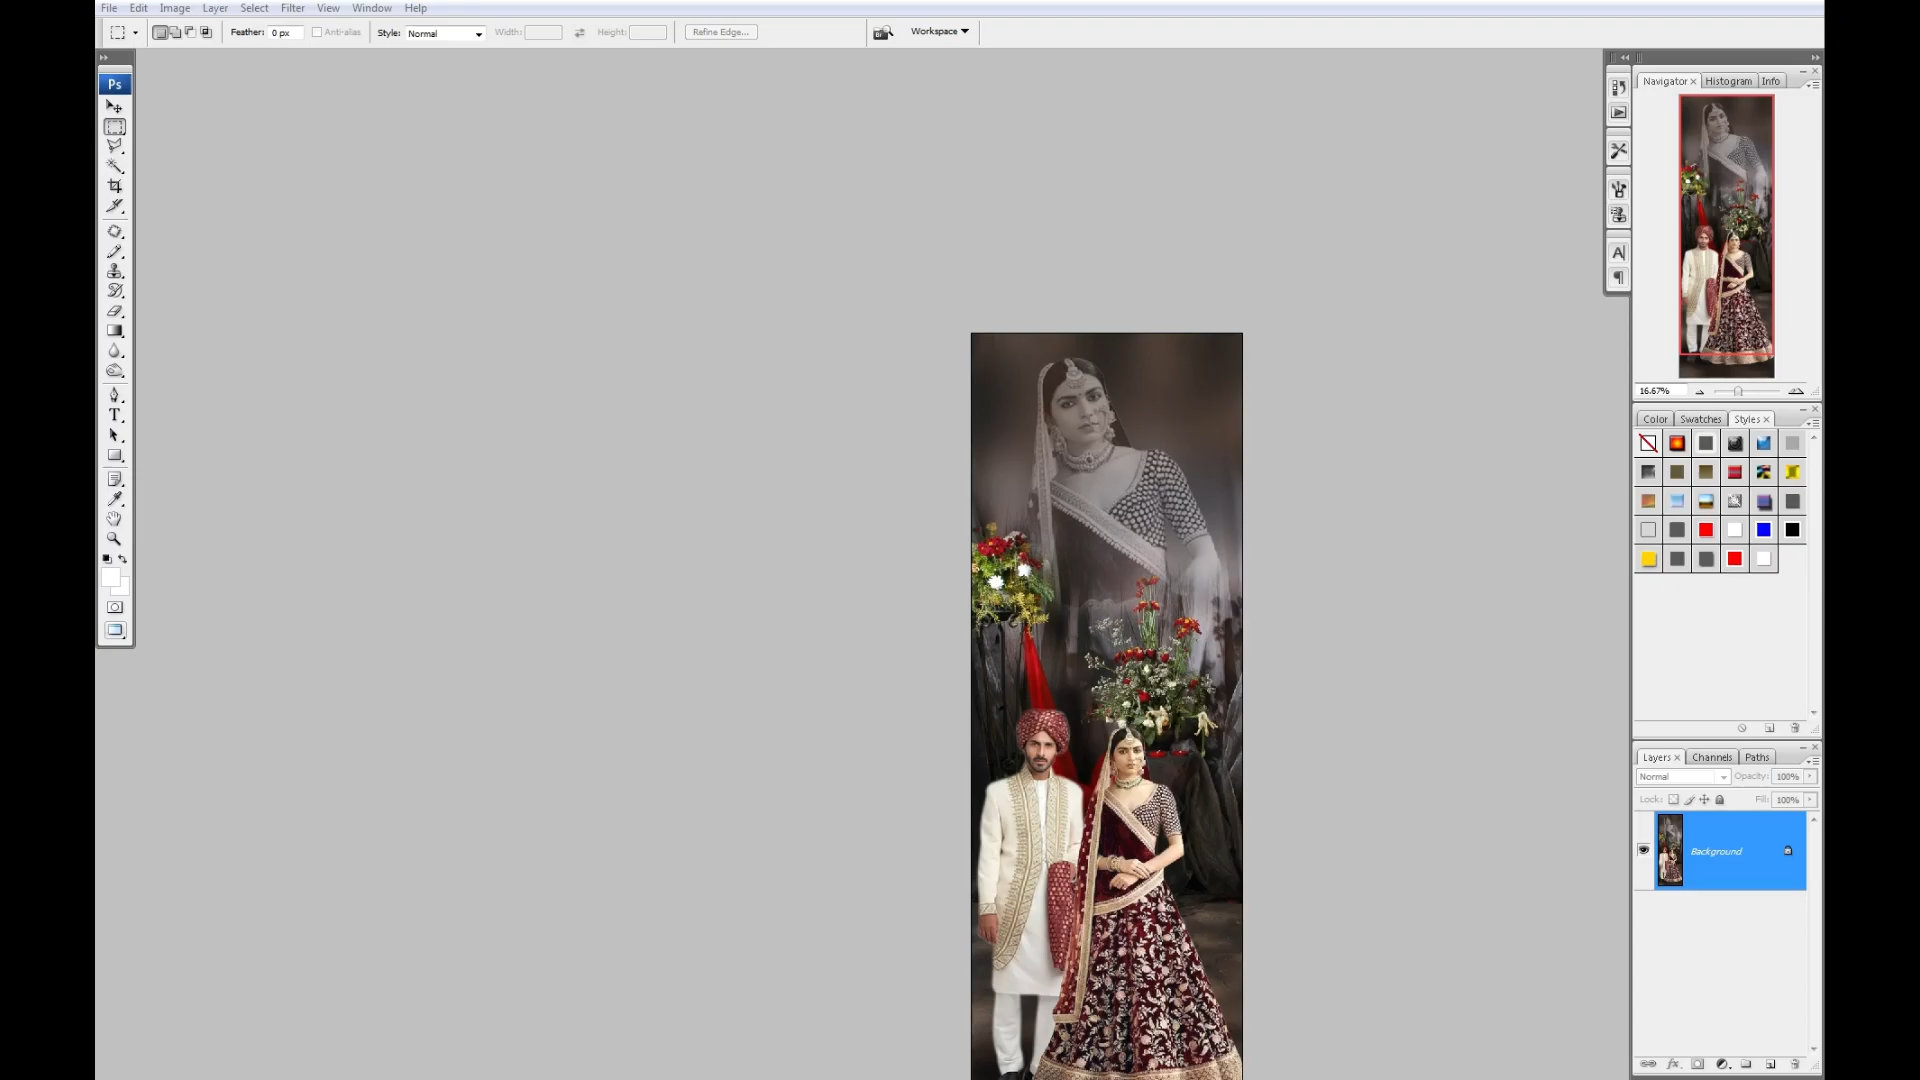 File Edit Image Layer Select Filter View Window Help
Feather: 0 px Anti-alias Style: Normal Width: Height: Refine Edge... Br Workspace
Ps
Navigator Histogram Info
16.67%
Color Swatches Styles
Layers Channels Paths
Normal Opacity: 100%
Lock: Fill: 100%
Background